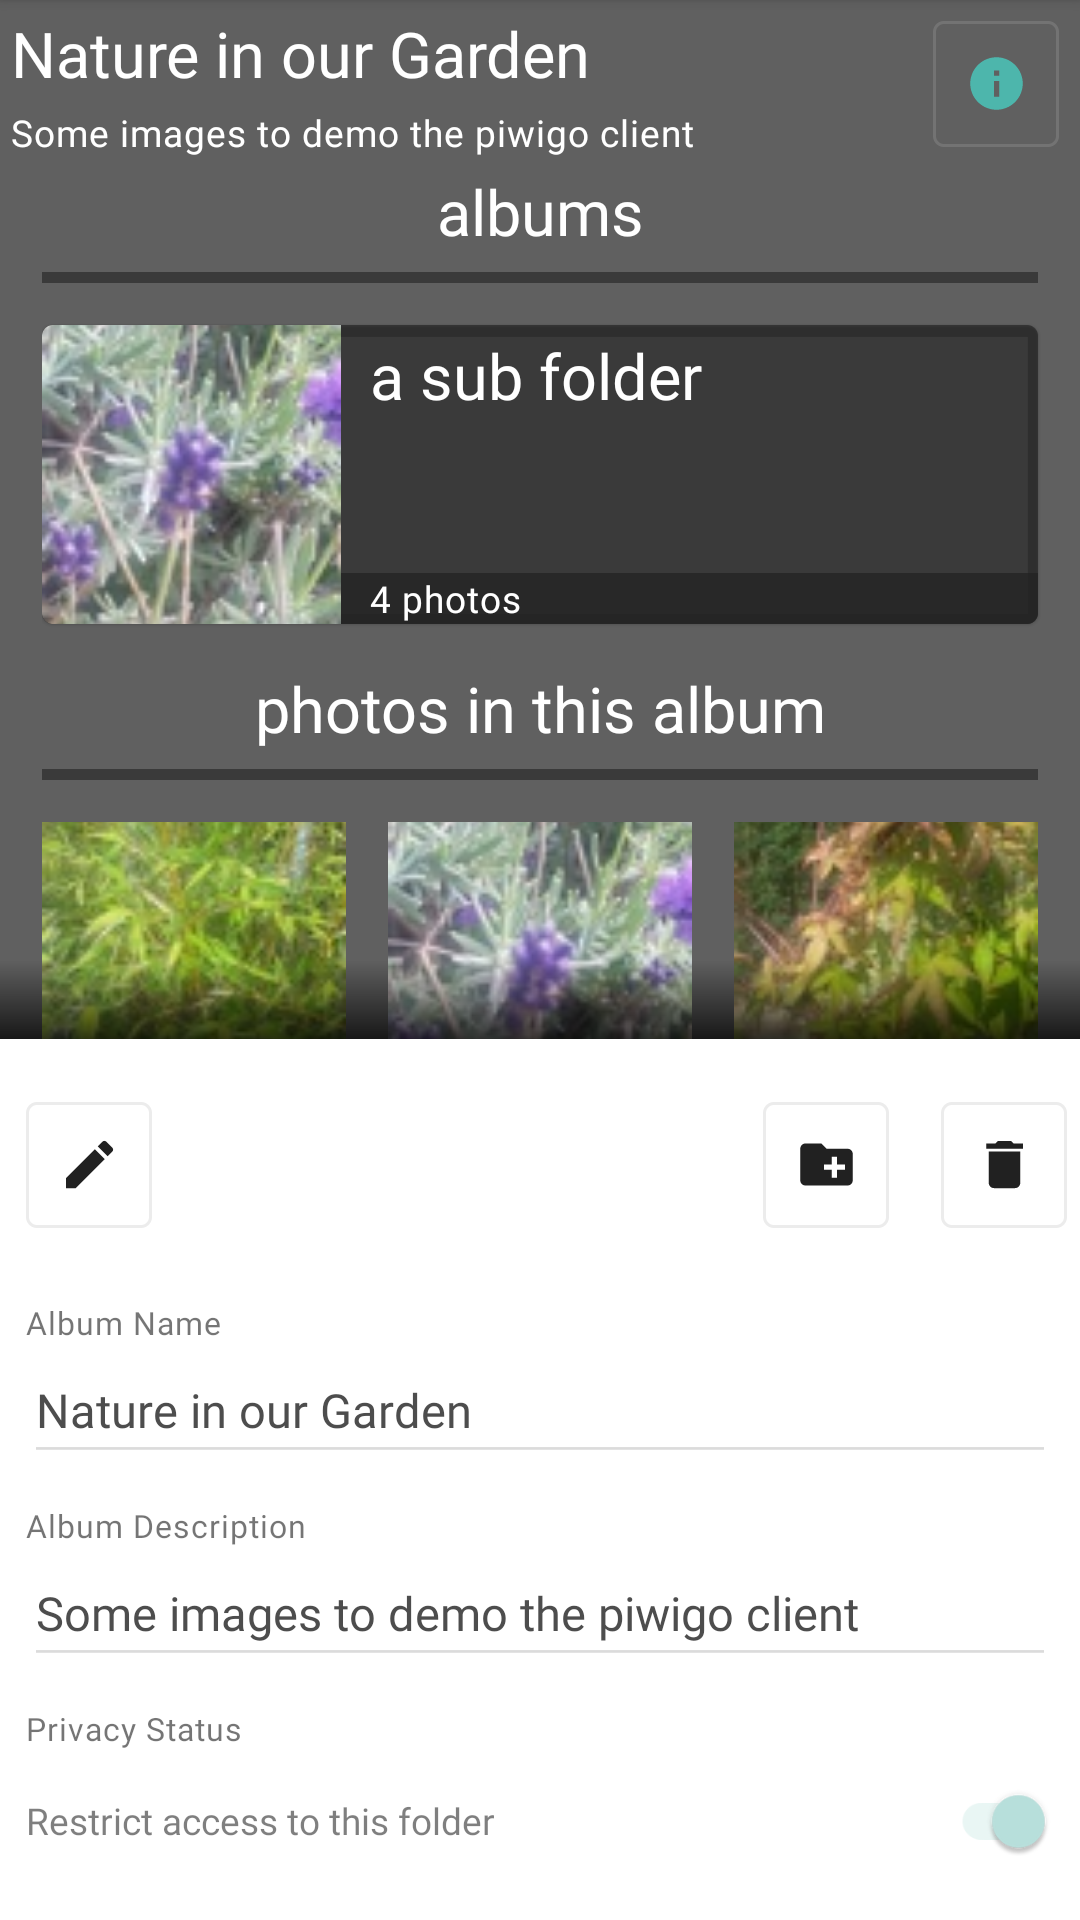 Nature in our Garden
Some images to demo the piwigo client
albums
a sub folder
4 photos
photos in this album
Album Name
Nature in our Garden
Album Description
Some images to demo the piwigo client
Privacy Status
Restrict access to this folder